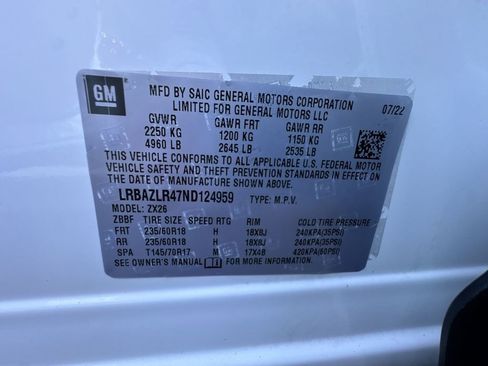 GM
MFD BY SAIC GENERAL MOTORS CORPORATION
LIMITED FOR GENERAL MOTORS LLC
07/22
GVWR GAWR FRT GAWR RR
2250 KG 1200 KG 1150 KG
4960 LB 2645 LB 2535 LB
THIS VEHICLE CONFORMS TO ALL APPLICABLE U.S. FEDERAL MOTOR
VEHICLE SAFETY AND THEFT PREVENTION STANDARDS IN EFFECT ON
THE DATE OF MANUFACTURE SHOWN ABOVE.
LRBAZLR47ND124959 TYPE: M.P.V.
MODEL: ZX26
ZBBF TIRE SIZE SPEED RTG RIM COLD TIRE PRESSURE
FRT 235/60R18 H 18X8J 240KPA(35PSI)
RR 235/60R18 H 18X8J 240KPA(35PSI)
SPA T145/70R17 M 17X4B 420KPA(60PSI)
SEE OWNER'S MANUAL FOR MORE INFORMATION.